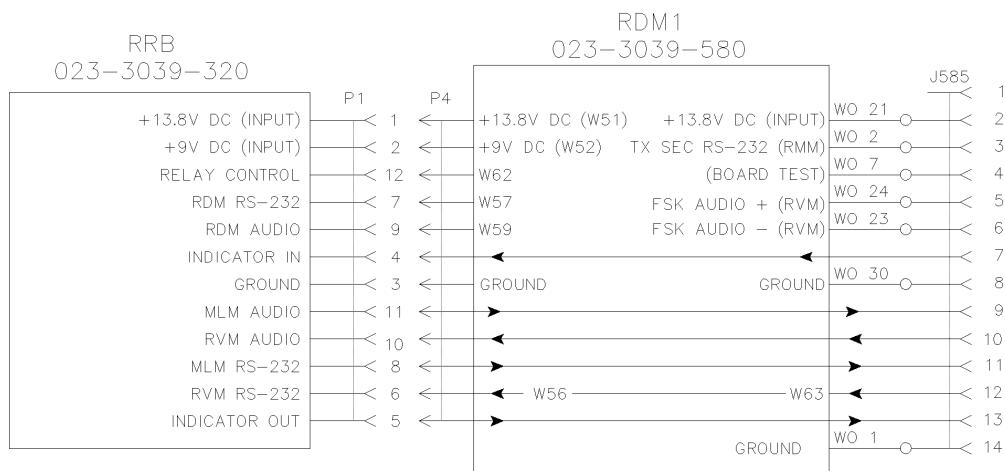 RDM1
023-3039-580
RRB
023-3039-320
P1 P4 J585
1
+13.8V DC (INPUT) 1 +13.8V DC (W51) +13.8V DC (INPUT) WO 21 2
+9V DC (INPUT) 2 +9V DC (W52) TX SEC RS-232 (RMM) WO 2 3
RELAY CONTROL 12 W62 (BOARD TEST) WO 7 4
RDM RS-232 7 W57 FSK AUDIO + (RVM) WO 24 5
RDM AUDIO 9 W59 FSK AUDIO - (RVM) WO 23 6
INDICATOR IN 4 7
GROUND 3 GROUND GROUND WO 30 8
MLM AUDIO 11 9
RVM AUDIO 10 10
MLM RS-232 8 11
RVM RS-232 6 W56 W63 12
INDICATOR OUT 5 13
GROUND WO 1 14